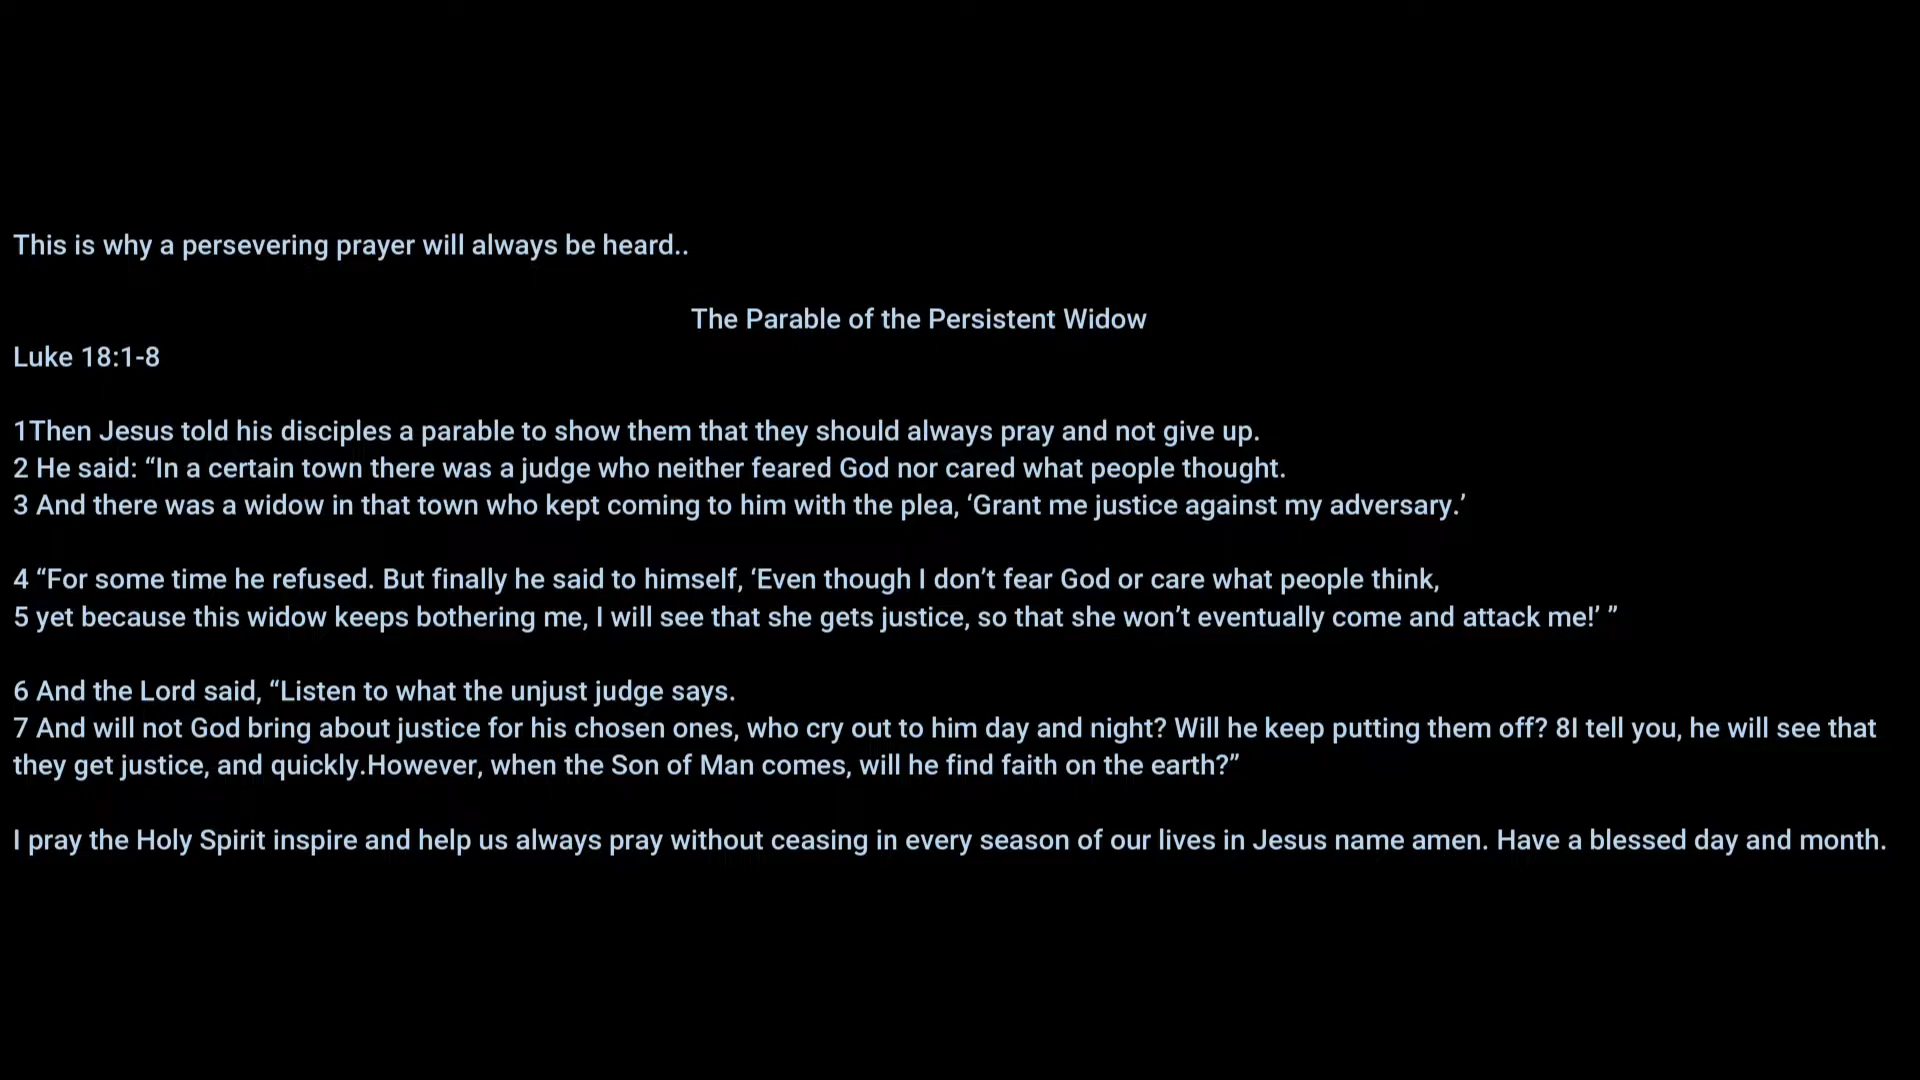 This is why a persevering prayer will always be heard..
The Parable of the Persistent Widow
Luke 18:1-8
1Then Jesus told his disciples a parable to show them that they should always pray and not give up.
2 He said: “In a certain town there was a judge who neither feared God nor cared what people thought.
3 And there was a widow in that town who kept coming to him with the plea, ‘Grant me justice against my adversary.’
4 “For some time he refused. But finally he said to himself, ‘Even though I don’t fear God or care what people think,
5 yet because this widow keeps bothering me, I will see that she gets justice, so that she won’t eventually come and attack me!’ ”
6 And the Lord said, “Listen to what the unjust judge says.
7 And will not God bring about justice for his chosen ones, who cry out to him day and night? Will he keep putting them off? 8I tell you, he will see that
they get justice, and quickly.However, when the Son of Man comes, will he find faith on the earth?”
I pray the Holy Spirit inspire and help us always pray without ceasing in every season of our lives in Jesus name amen. Have a blessed day and month.